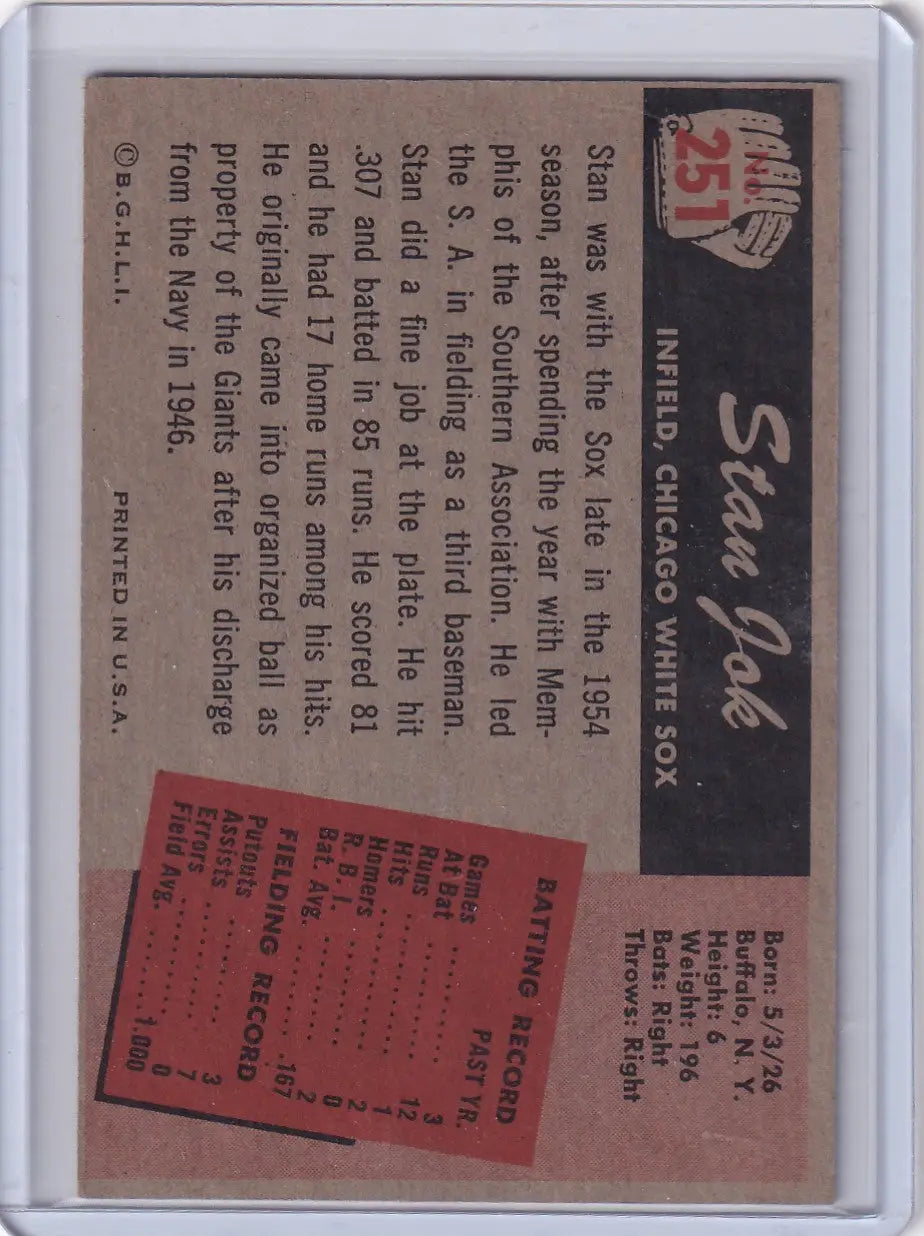 No.
251
Stan Jok
INFIELD, CHICAGO WHITE SOX
Born: 5/3/26
Buffalo, N. Y.
Height: 6
Weight: 196
Bats: Right
Throws: Right
Stan was with the Sox late in the 1954
season, after spending the year with Mem-
phis of the Southern Association. He led
the S. A. in fielding as a third baseman.
Stan did a fine job at the plate. He hit
.307 and batted in 85 runs. He scored 81
and he had 17 home runs among his hits.
He originally came into organized ball as
property of the Giants after his discharge
from the Navy in 1946.
©B.G.H.L.I. PRINTED IN U.S.A.
BATTING RECORD
PAST YR.
Games ......... 3
At Bat ......... 12
Runs ......... 1
Hits ......... 2
Homers ......... 0
R. B. I. ......... 2
Bat. Avg. ......... .167
FIELDING RECORD
Putouts ......... 3
Assists ......... 7
Errors ......... 0
Field Avg. ......... 1.000